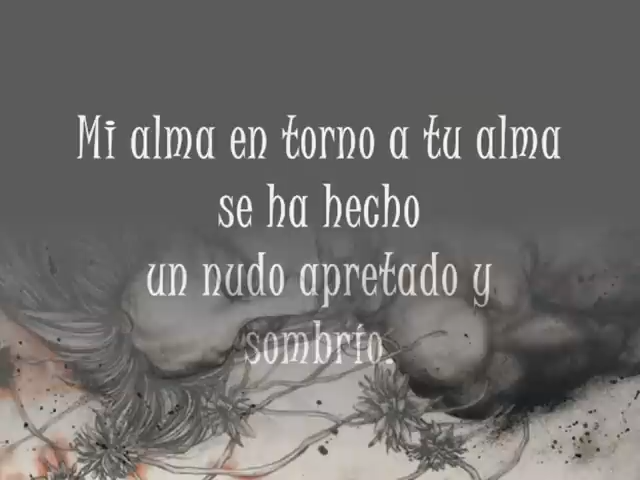 Mi alma en torno a tu alma
se ha hecho
un nudo apretado y
sombrío.